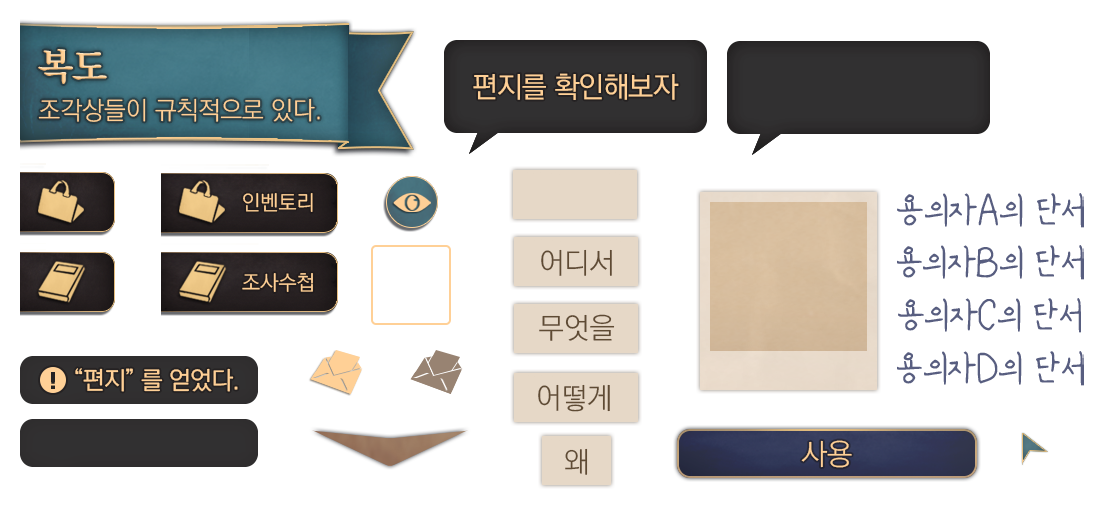 복도
조각상들이 규칙적으로 있다.
편지를 확인해보자
인벤토리
조사수첩
“편지” 를 얻었다.
어디서
무엇을
어떻게
왜
용의자A의 단서
용의자B의 단서
용의자C의 단서
용의자D의 단서
사용